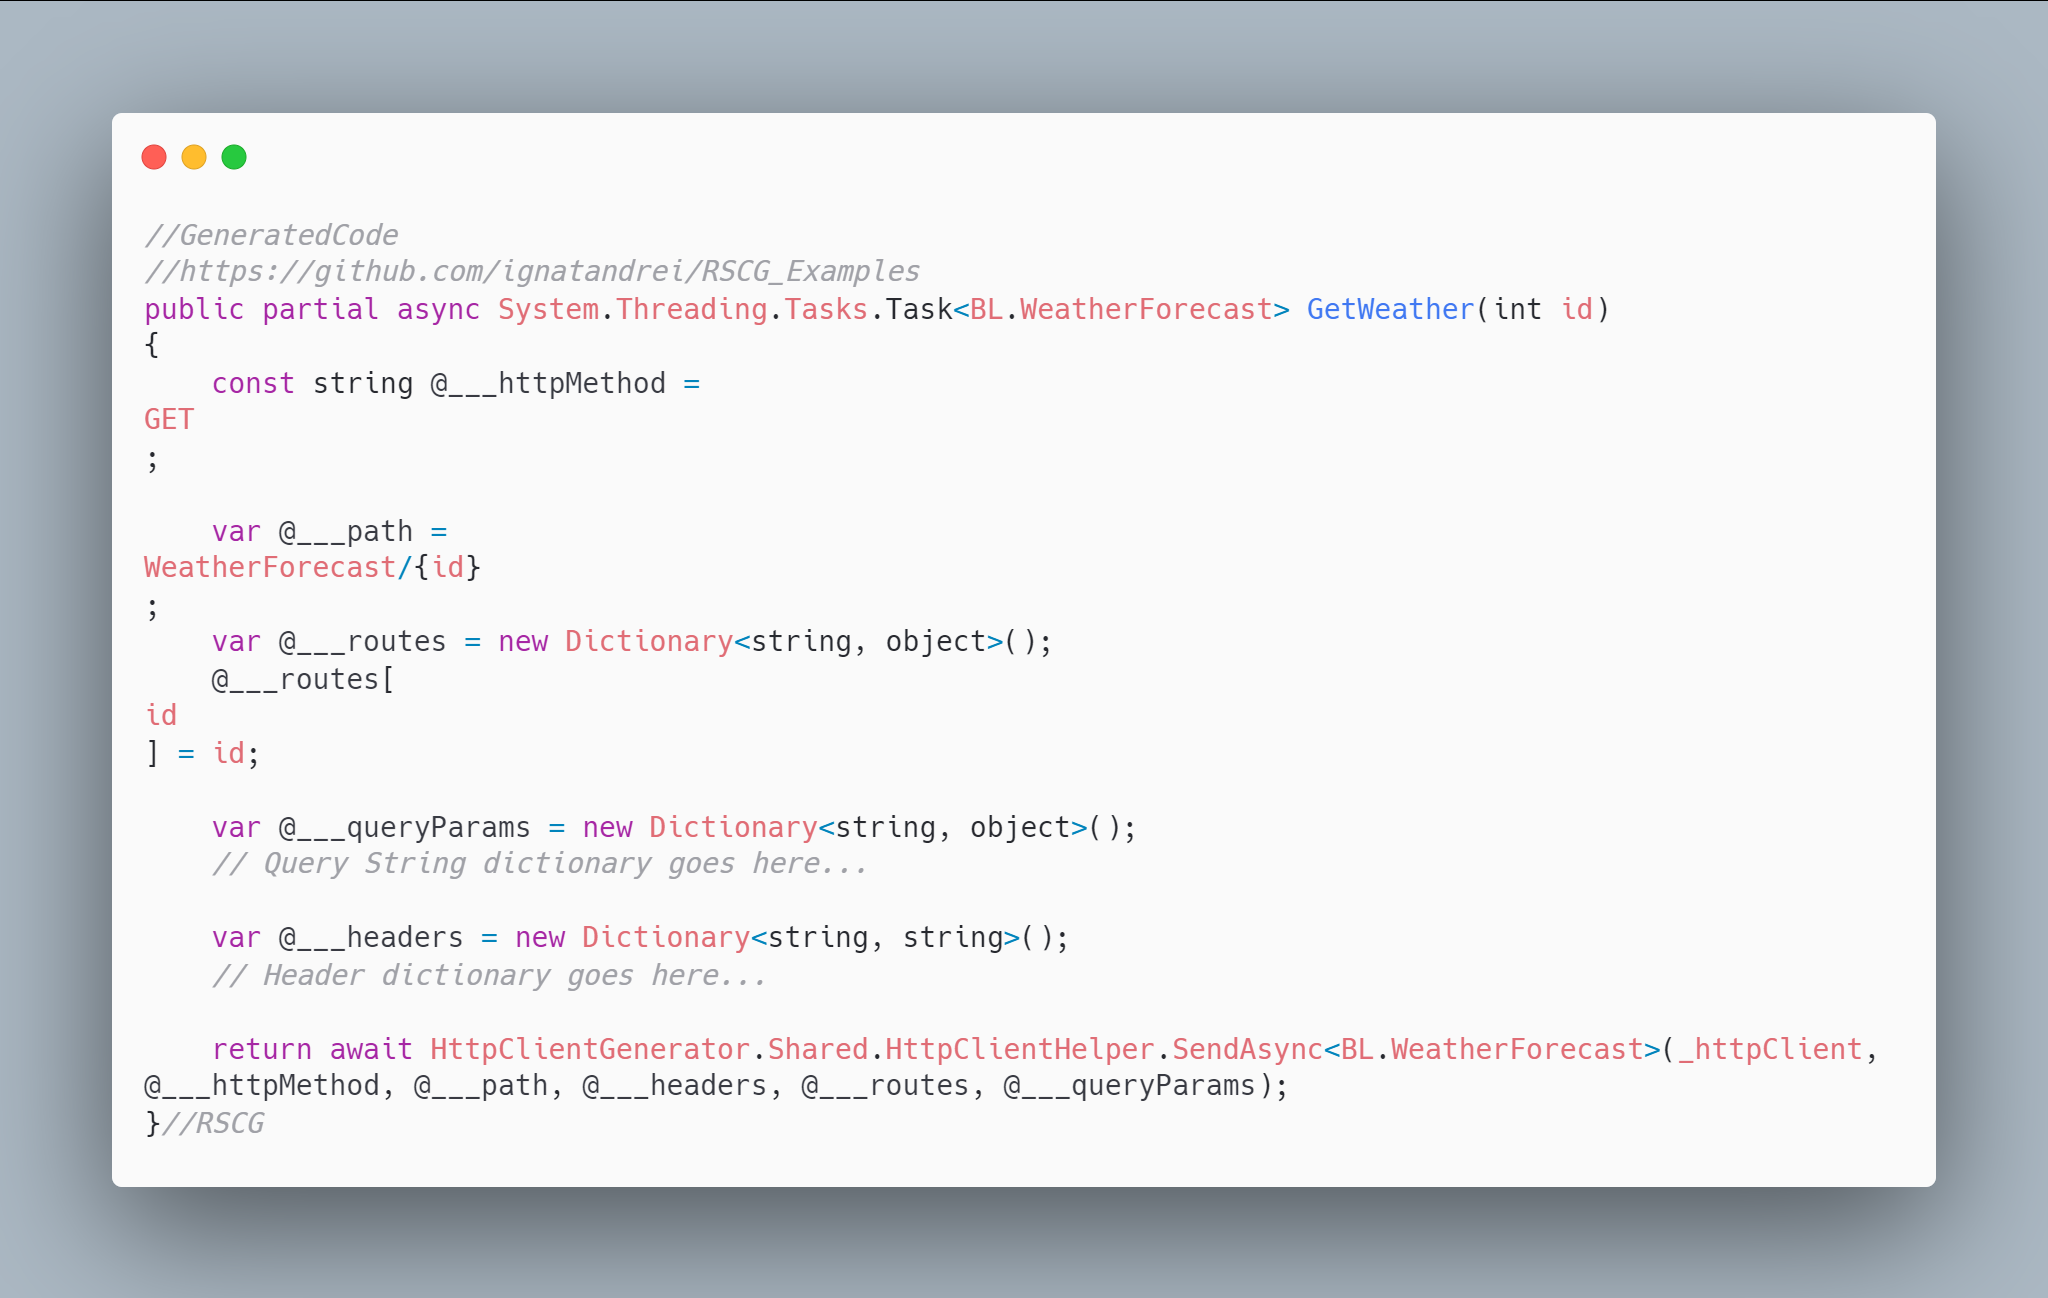 //GeneratedCode
//https://github.com/ignatandrei/RSCG_Examples
public partial async System.Threading.Tasks.Task<BL.WeatherForecast> GetWeather(int id)
{
    const string @___httpMethod =
GET
;
    var @___path =
WeatherForecast/{id}
;
    var @___routes = new Dictionary<string, object>();
    @___routes[
id
] = id;
    var @___queryParams = new Dictionary<string, object>();
    // Query String dictionary goes here...
    var @___headers = new Dictionary<string, string>();
    // Header dictionary goes here...
    return await HttpClientGenerator.Shared.HttpClientHelper.SendAsync<BL.WeatherForecast>(_httpClient,
@___httpMethod, @___path, @___headers, @___routes, @___queryParams);
}//RSCG